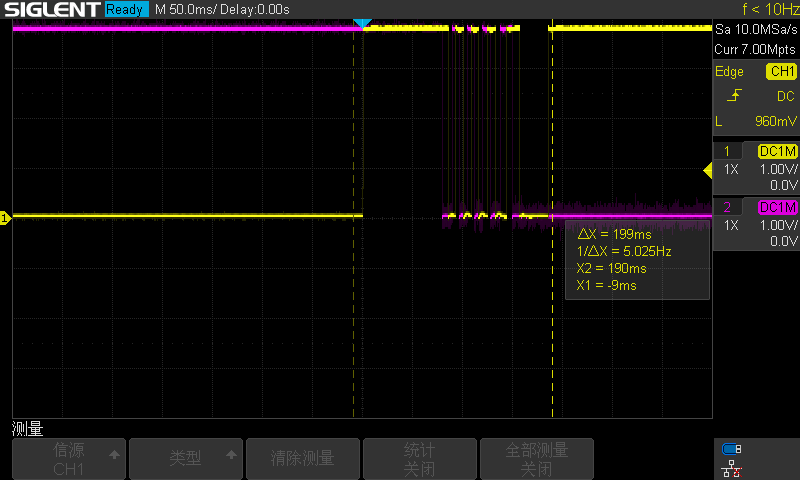 SIGLENT Ready M 50.0ms/ Delay:0.00s f < 10Hz
Sa 10.0MSa/s
Curr 7.00Mpts
Edge CH1
DC
L 960mV
1 DC1M
1X 1.00V/
0.0V
2 DC1M
1X 1.00V/
0.0V
1
ΔX = 199ms
1/ΔX = 5.025Hz
X2 = 190ms
X1 = -9ms
测量
信源
CH1
类型
清除测量
统计
关闭
全部测量
关闭